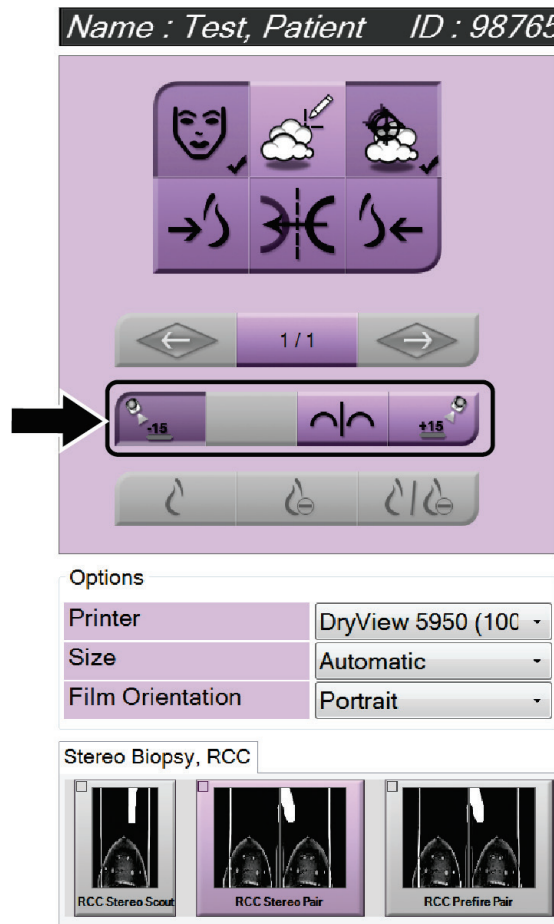 Name : Test, Patient ID : 98765
1 / 1
-15
+15
Options
Printer
DryView 5950 (100
Size
Automatic
Film Orientation
Portrait
Stereo Biopsy, RCC
RCC Stereo Scout
RCC Stereo Pair
RCC Prefire Pair